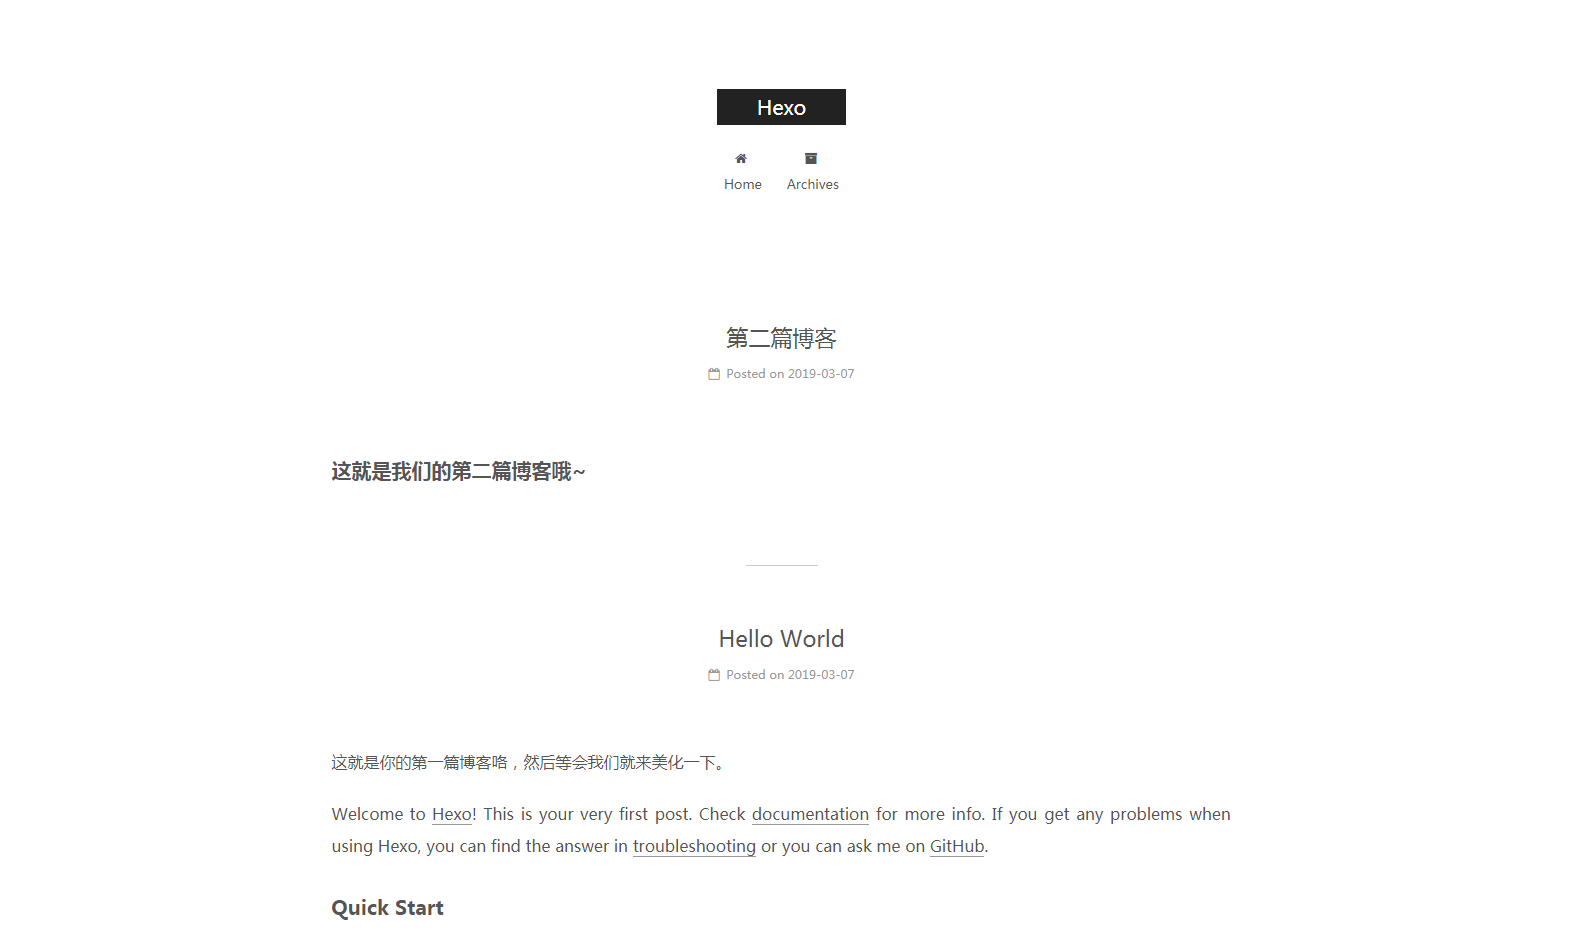 Hexo
Home Archives
第二篇博客
Posted on 2019-03-07
这就是我们的第二篇博客哦~
Hello World
Posted on 2019-03-07
这就是你的第一篇博客咯，然后等会我们就来美化一下。
Welcome to Hexo! This is your very first post. Check documentation for more info. If you get any problems when
using Hexo, you can find the answer in troubleshooting or you can ask me on GitHub.
Quick Start